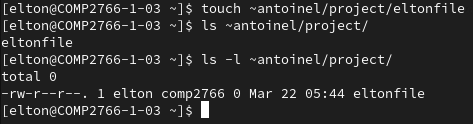 [elton@COMP2766-1-03 ~]$ touch ~antoinel/project/eltonfile
[elton@COMP2766-1-03 ~]$ ls ~antoinel/project/
eltonfile
[elton@COMP2766-1-03 ~]$ ls -l ~antoinel/project/
total 0
-rw-r--r--. 1 elton comp2766 0 Mar 22 05:44 eltonfile
[elton@COMP2766-1-03 ~]$